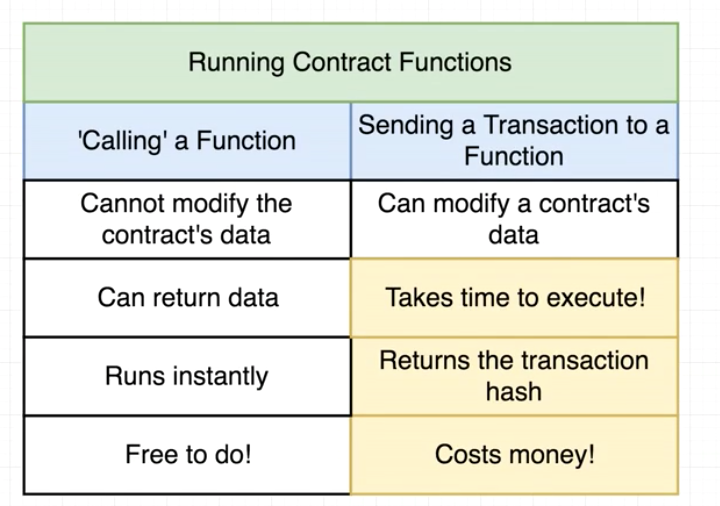 Running Contract Functions
'Calling' a Function
Sending a Transaction to a
Function
Cannot modify the
contract's data
Can modify a contract's
data
Can return data
Takes time to execute!
Runs instantly
Returns the transaction
hash
Free to do!
Costs money!